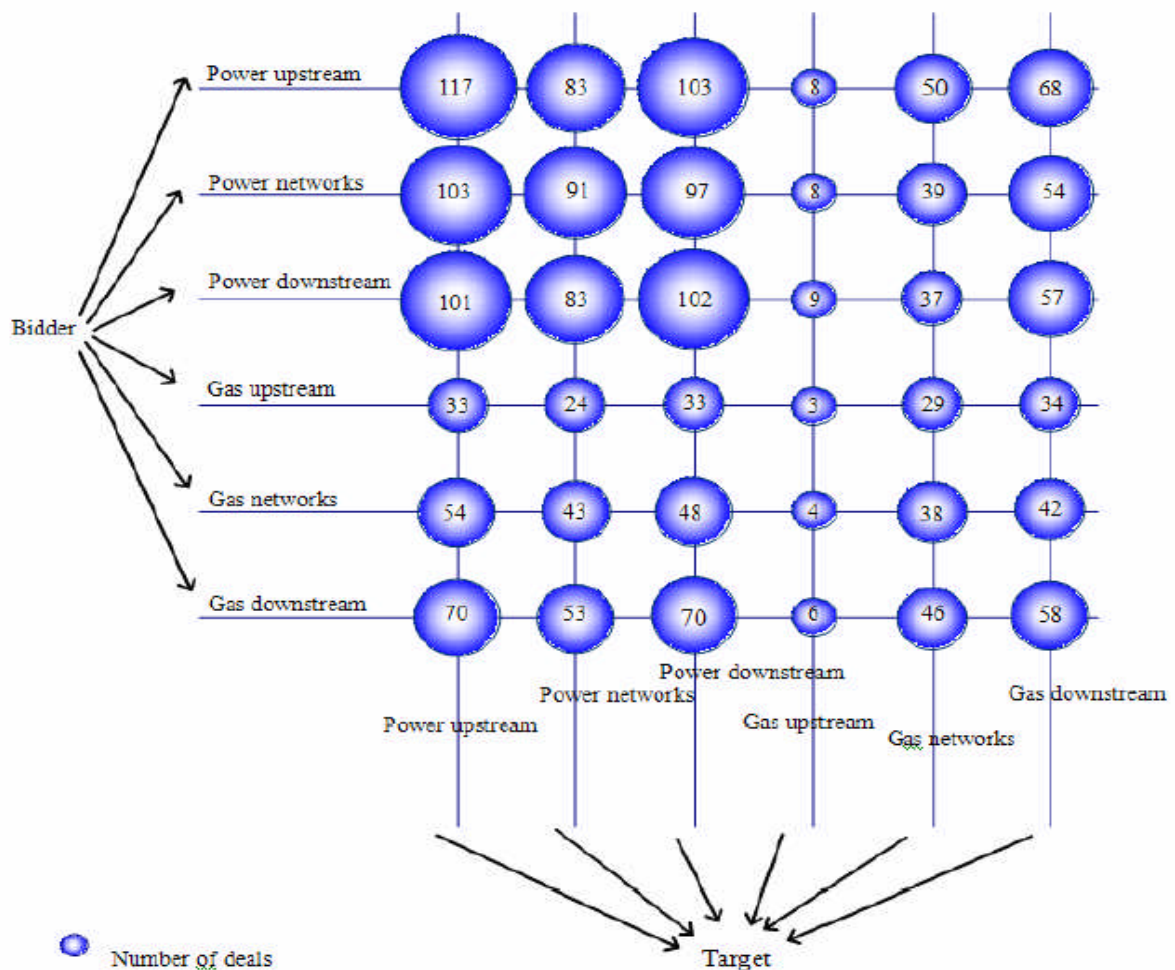 Power upstream
117 83 103 8 50 68
Power networks
103 91 97 8 39 54
Power downstream
101 83 102 9 37 57
Bidder
Gas upstream
33 24 33 3 29 34
Gas networks
54 43 48 4 38 42
Gas downstream
70 53 70 6 46 58
Power downstream
Power networks
Gas downstream
Power upstream
Gas upstream
Gas networks
Number of deals
Target